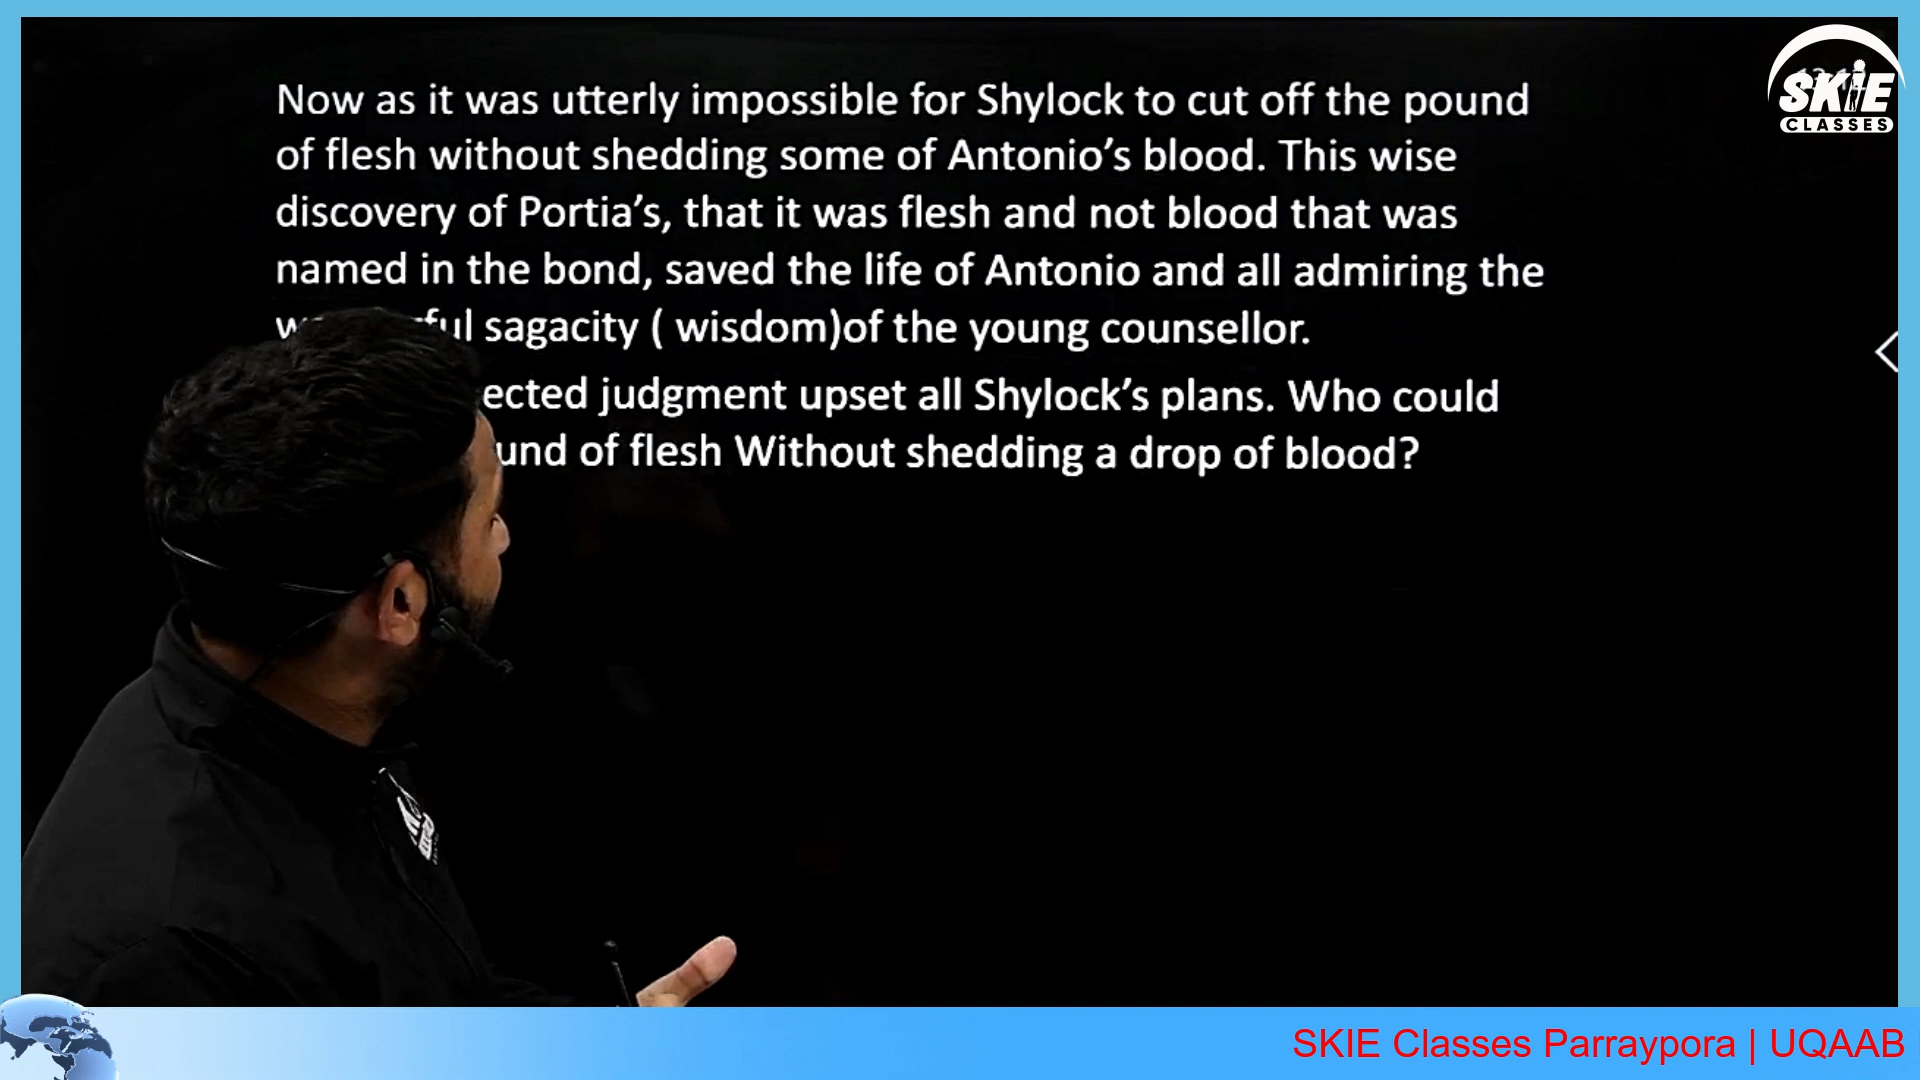 Now as it was utterly impossible for Shylock to cut off the pound
of flesh without shedding some of Antonio’s blood. This wise
discovery of Portia’s, that it was flesh and not blood that was
named in the bond, saved the life of Antonio and all admiring the
sagacity ( wisdom)of the young counsellor.
judgment upset all Shylock’s plans. Who could
of flesh Without shedding a drop of blood?
SKIE
CLASSES
SKIE Classes Parraypora | UQAAB